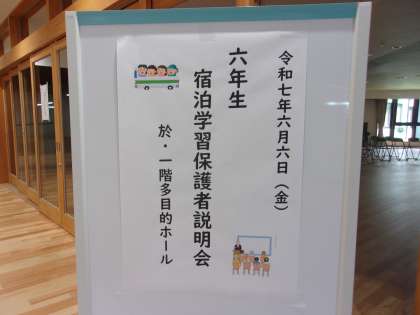 令和七年六月六日（金）
六年生
宿泊学習保護者説明会
於・一階多目的ホール